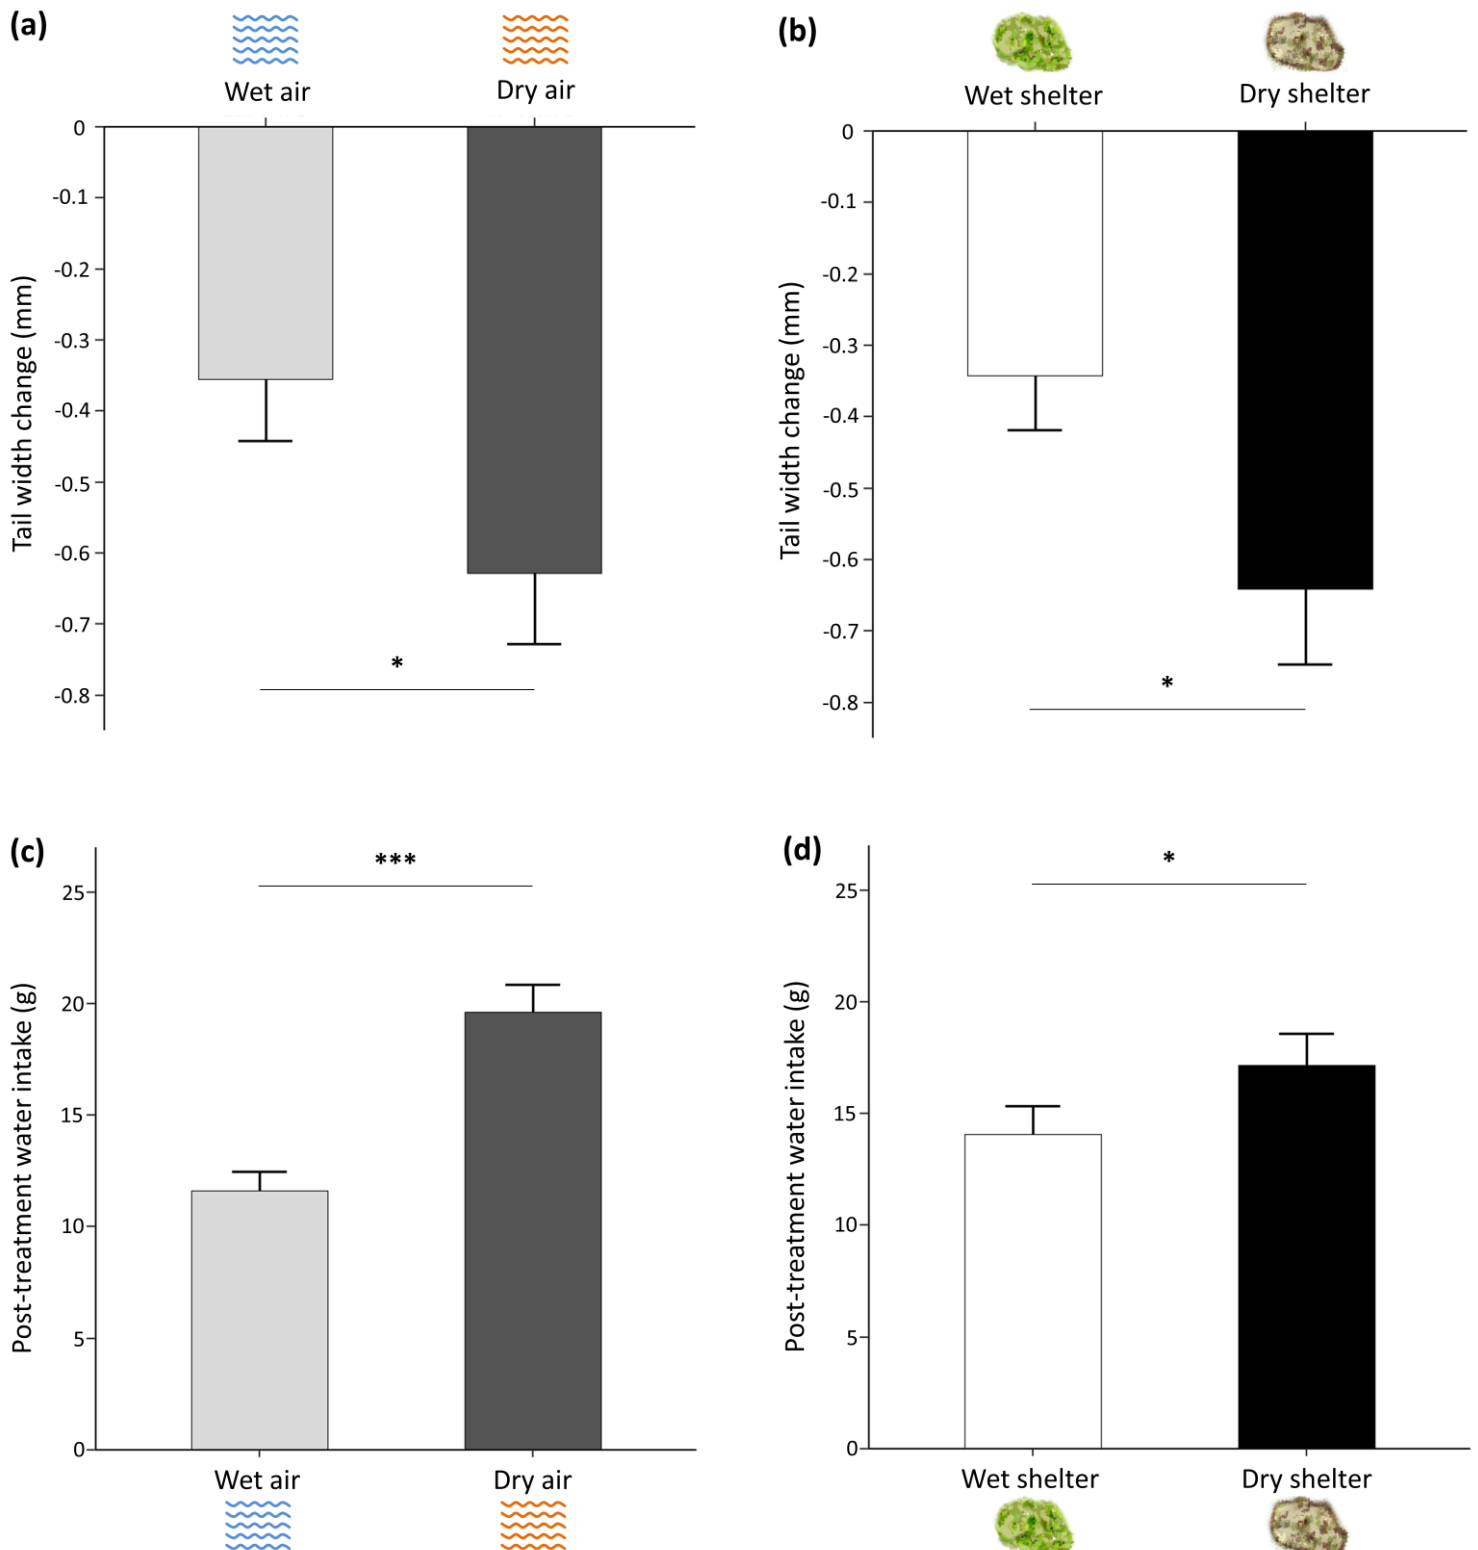 (a)
Wet air
Dry air
0
-0.1
-0.2
-0.3
-0.4
-0.5
-0.6
-0.7
-0.8
Tail width change (mm)
*
(b)
Wet shelter
Dry shelter
0
-0.1
-0.2
-0.3
-0.4
-0.5
-0.6
-0.7
-0.8
Tail width change (mm)
*
(c)
***
25
20
15
10
5
0
Post-treatment water intake (g)
Wet air
Dry air
(d)
*
25
20
15
10
5
0
Post-treatment water intake (g)
Wet shelter
Dry shelter